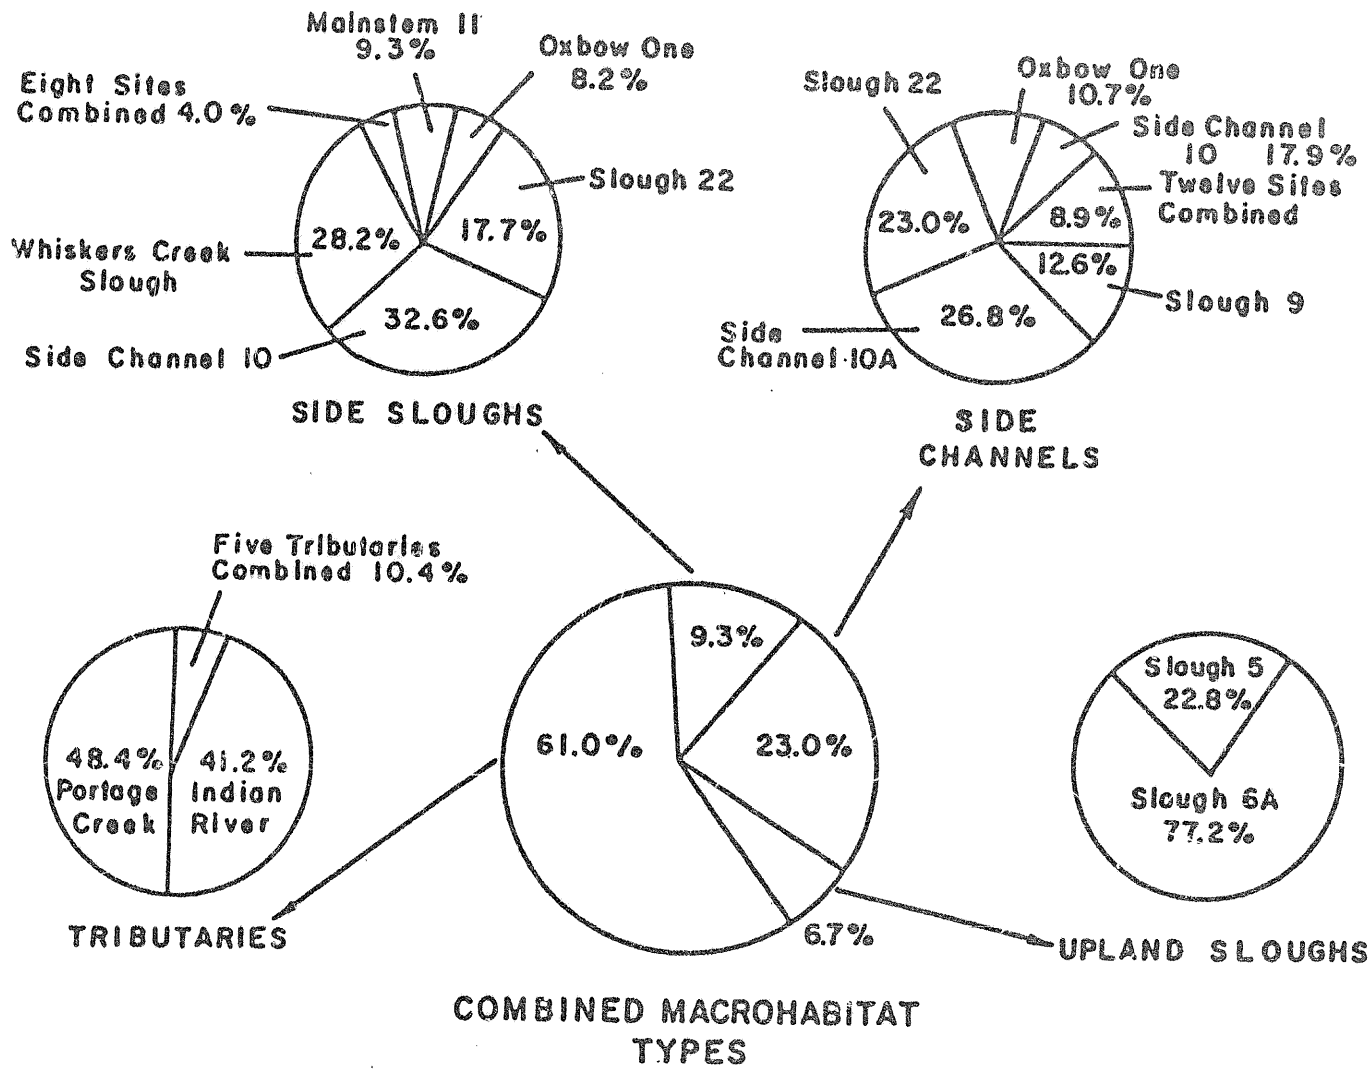 Mainstem II
9.3%
Oxbow One
8.2%
Eight Sites
Combined 4.0%
Slough 22
17.7%
28.2%
Whiskers Creek
Slough
32.6%
Side Channel 10
SIDE SLOUGHS
Slough 22
Oxbow One
10.7%
Side Channel
10 17.9%
Twelve Sites
Combined
8.9%
23.0%
12.6%
Slough 9
26.8%
Side
Channel 10A
SIDE
CHANNELS
Five Tributaries
Combined 10.4%
48.4%
Portage
Creek
41.2%
Indian
River
TRIBUTARIES
9.3%
61.0%
23.0%
6.7%
Slough 5
22.8%
Slough 6A
77.2%
UPLAND SLOUGHS
COMBINED MACROHABITAT
TYPES